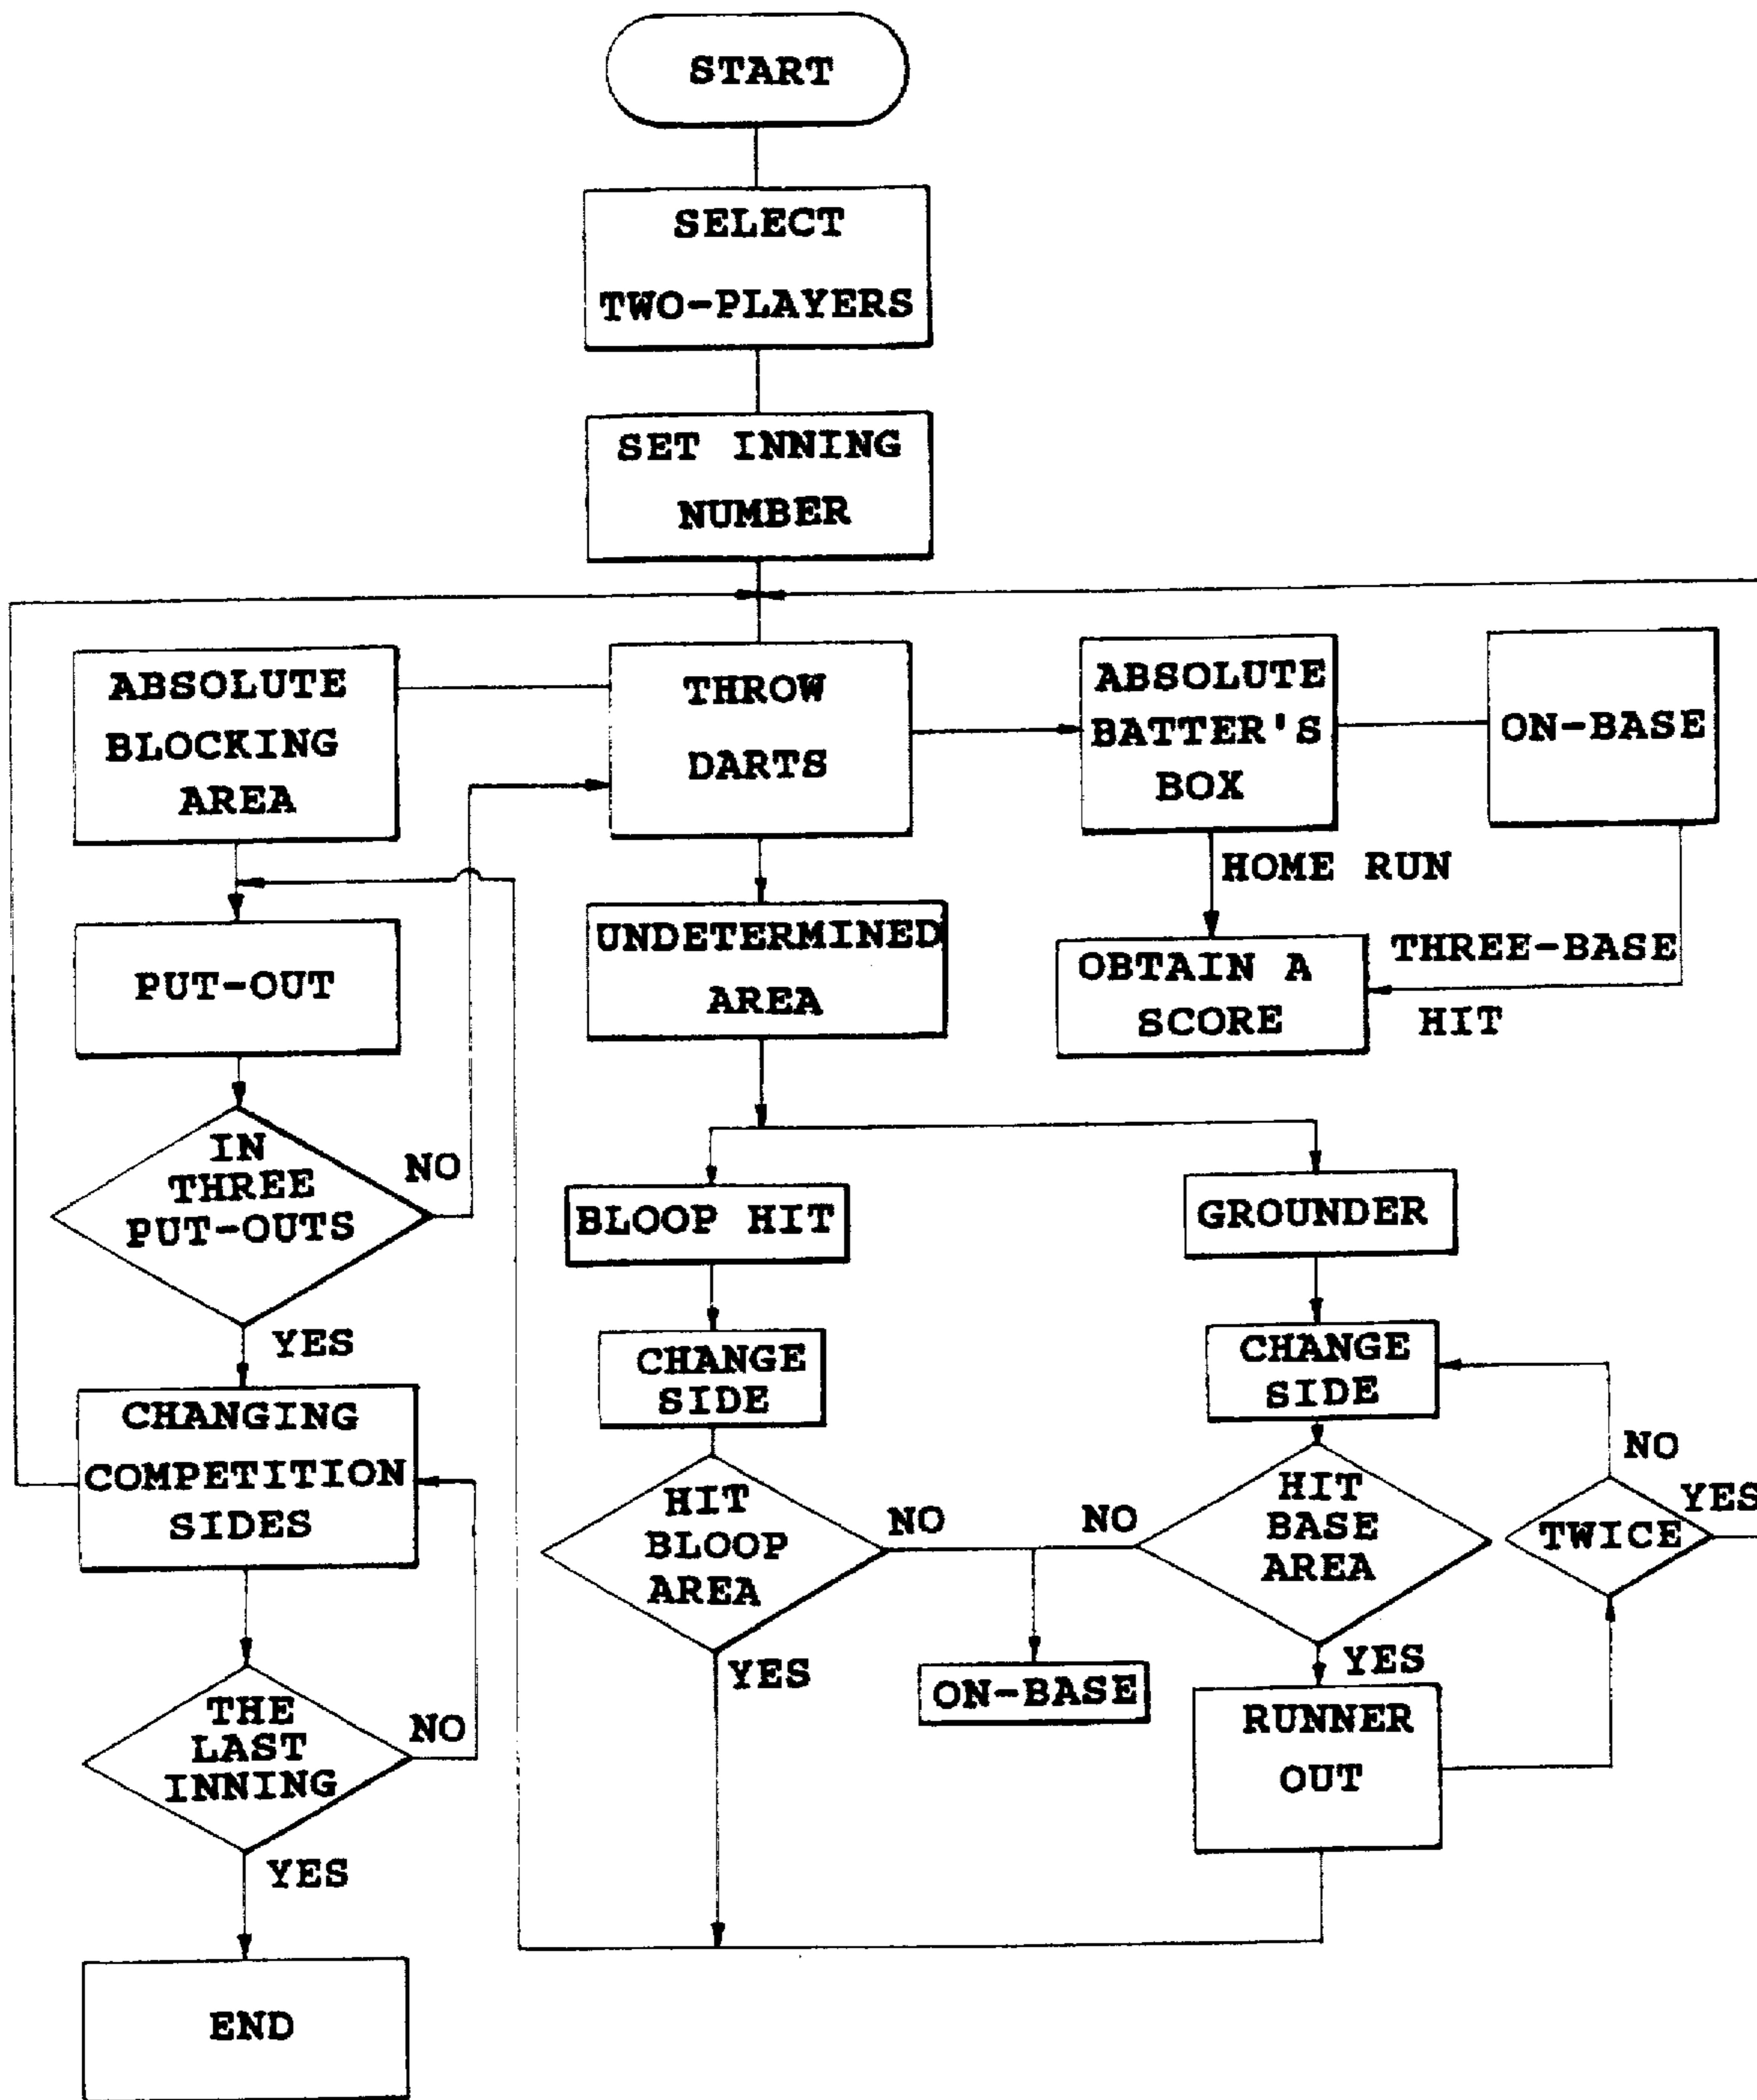 START
SELECT
TWO-PLAYERS
SET INNING
NUMBER
ABSOLUTE
BLOCKING
AREA
THROW
DARTS
ABSOLUTE
BATTER'S
BOX
ON-BASE
HOME RUN
THREE-BASE
HIT
OBTAIN A
SCORE
UNDETERMINED
AREA
PUT-OUT
IN
THREE
PUT-OUTS
NO
YES
BLOOP HIT
GROUNDER
CHANGE
SIDE
CHANGE
SIDE
CHANGING
COMPETITION
SIDES
HIT
BLOOP
AREA
NO
YES
NO
HIT
BASE
AREA
YES
NO
YES
TWICE
ON-BASE
RUNNER
OUT
THE
LAST
INNING
NO
YES
END